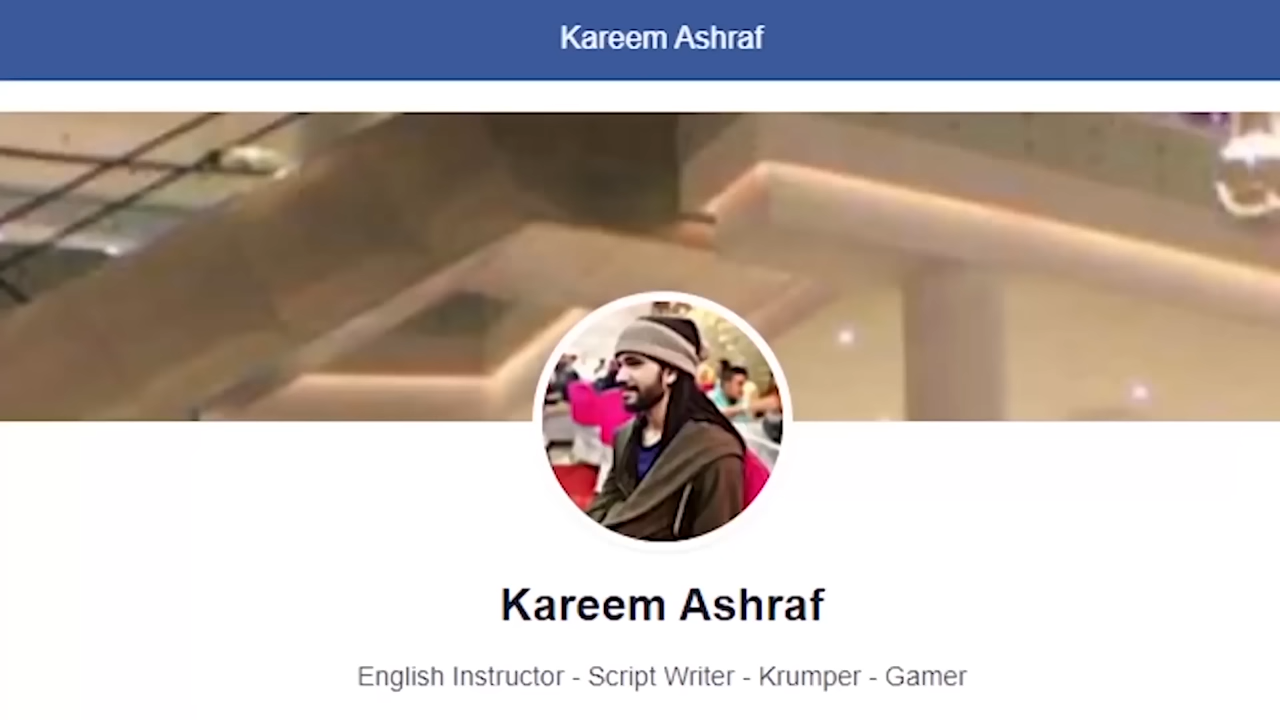 Kareem Ashraf
Kareem Ashraf
English Instructor - Script Writer - Krumper - Gamer